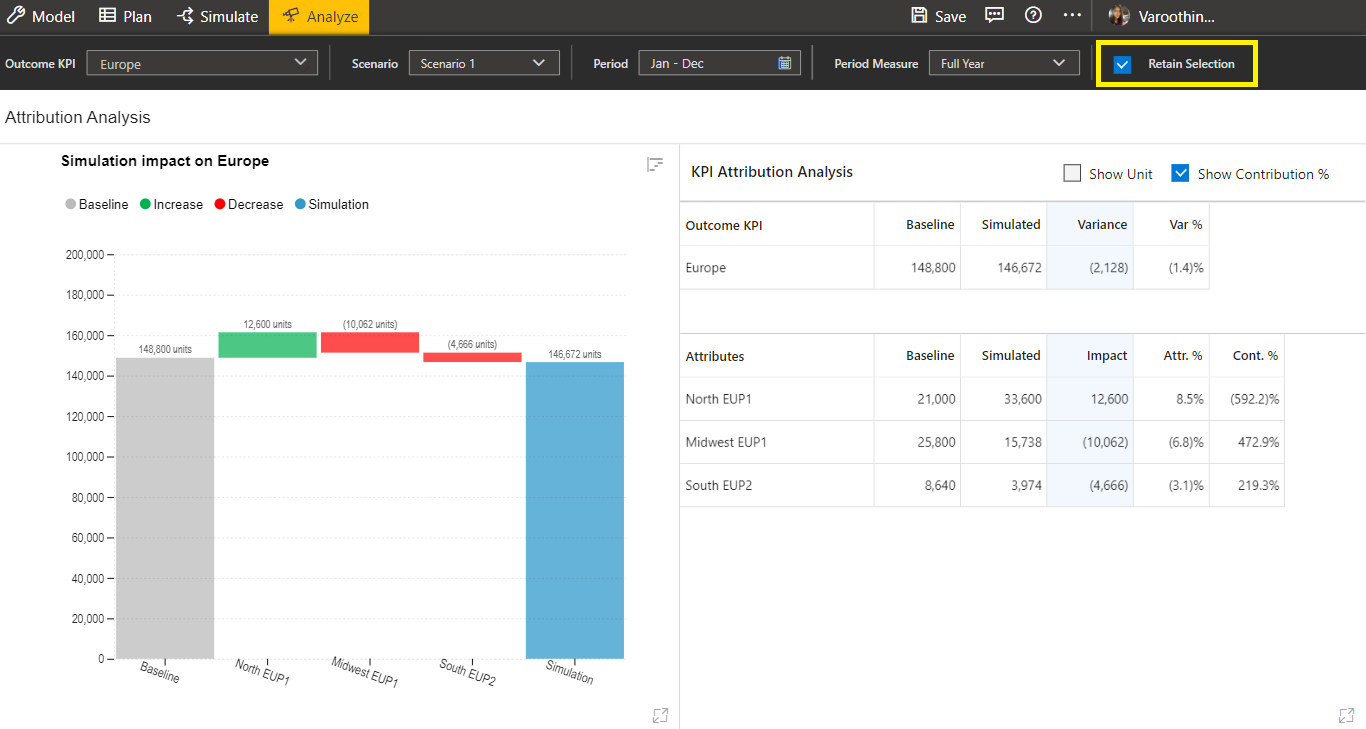 Model Plan Simulate Analyze Save Varoothin...
Outcome KPI Europe Scenario Scenario 1 Period Jan - Dec Period Measure Full Year Retain Selection
Attribution Analysis
Simulation impact on Europe
Baseline Increase Decrease Simulation
200,000
180,000
160,000
140,000
120,000
100,000
80,000
60,000
40,000
20,000
0
148,800 units
12,600 units
(10,062 units)
(4,666 units)
146,672 units
Baseline
North EUP1
Midwest EUP1
South EUP2
Simulation
KPI Attribution Analysis Show Unit Show Contribution %
Outcome KPI Baseline Simulated Variance Var %
Europe 148,800 146,672 (2,128) (1.4)%
Attributes Baseline Simulated Impact Attr. % Cont. %
North EUP1 21,000 33,600 12,600 8.5% (592.2)%
Midwest EUP1 25,800 15,738 (10,062) (6.8)% 472.9%
South EUP2 8,640 3,974 (4,666) (3.1)% 219.3%